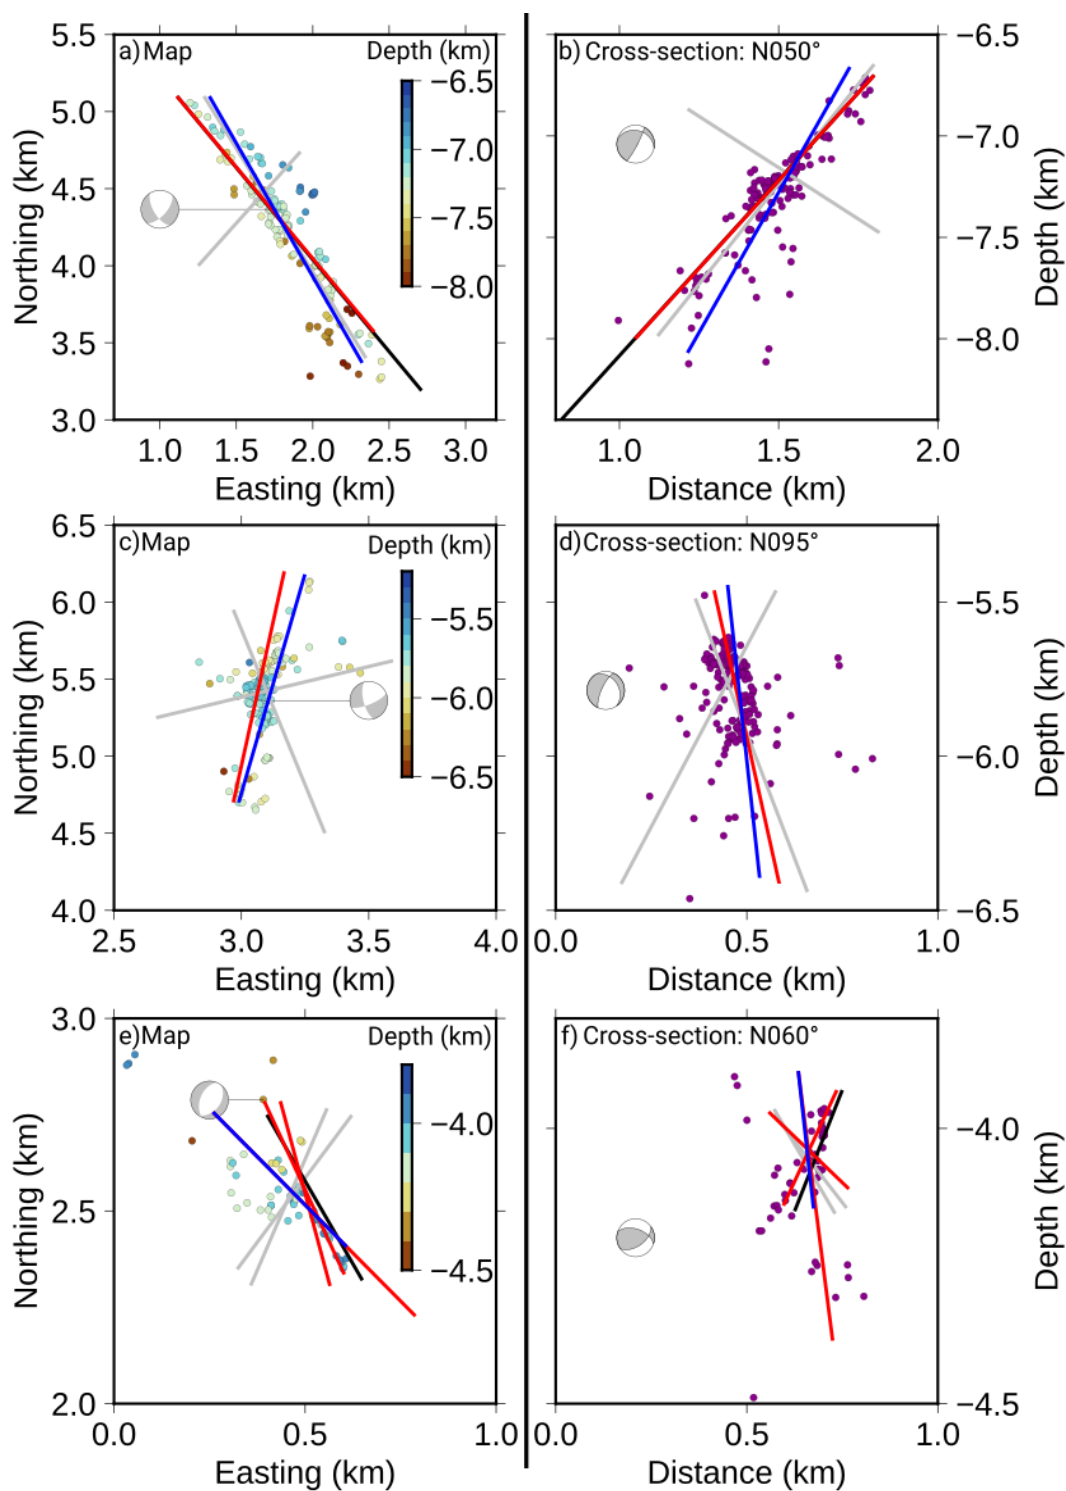 a) Map
Depth (km)
5.5
5.0
4.5
4.0
3.5
3.0
Northing (km)
−6.5
−7.0
−7.5
−8.0
1.0 1.5 2.0 2.5 3.0
Easting (km)
b) Cross-section: N050°
−6.5
−7.0
−7.5
−8.0
Depth (km)
1.0 1.5 2.0
Distance (km)
c) Map
Depth (km)
6.5
6.0
5.5
5.0
4.5
4.0
Northing (km)
−5.5
−6.0
−6.5
2.5 3.0 3.5 4.0
Easting (km)
d) Cross-section: N095°
−5.5
−6.0
−6.5
Depth (km)
0.0 0.5 1.0
Distance (km)
e) Map
Depth (km)
3.0
2.5
2.0
Northing (km)
−4.0
−4.5
0.0 0.5 1.0
Easting (km)
f) Cross-section: N060°
−4.0
−4.5
Depth (km)
0.0 0.5 1.0
Distance (km)